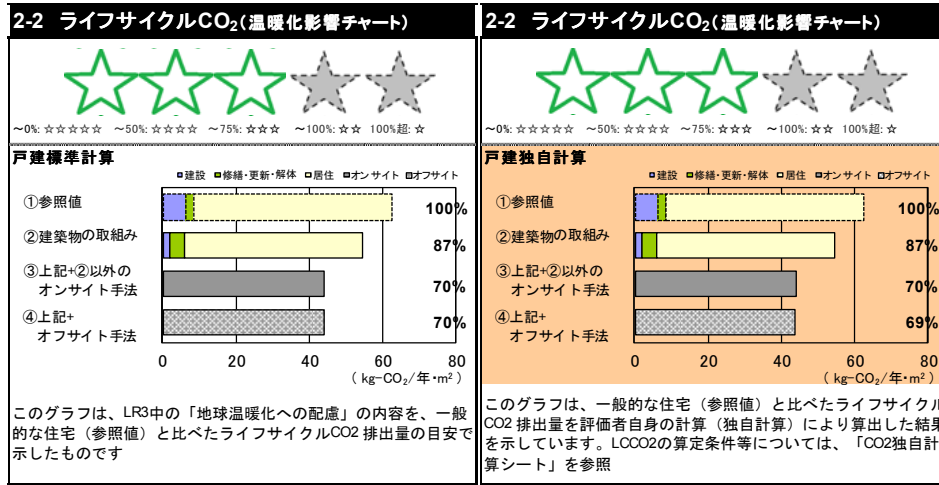 2-2 ライフサイクルCO₂(温暖化影響チャート)
～0%: ☆☆☆☆☆ ～50%: ☆☆☆☆ ～75%: ☆☆☆ ～100%: ☆☆ 100%超: ☆
戸建標準計算
建設 修繕・更新・解体 居住 オンサイト オフサイト
①参照値 100%
②建築物の取組み 87%
③上記+②以外の
オンサイト手法 70%
④上記+
オフサイト手法 70%
0 20 40 60 80
( kg-CO₂/年・m² )
このグラフは、LR3中の「地球温暖化への配慮」の内容を、一般
的な住宅（参照値）と比べたライフサイクルCO2 排出量の目安で
示したものです
2-2 ライフサイクルCO₂(温暖化影響チャート)
～0%: ☆☆☆☆☆ ～50%: ☆☆☆☆ ～75%: ☆☆☆ ～100%: ☆☆ 100%超: ☆
戸建独自計算
建設 修繕・更新・解体 居住 オンサイト オフサイト
①参照値 100%
②建築物の取組み 87%
③上記+②以外の
オンサイト手法 70%
④上記+
オフサイト手法 69%
0 20 40 60 80
( kg-CO₂/年・m² )
このグラフは、一般的な住宅（参照値）と比べたライフサイクル
CO2 排出量を評価者自身の計算（独自計算）により算出した結果
を示しています。LCCO2の算定条件等については、「CO2独自計
算シート」を参照